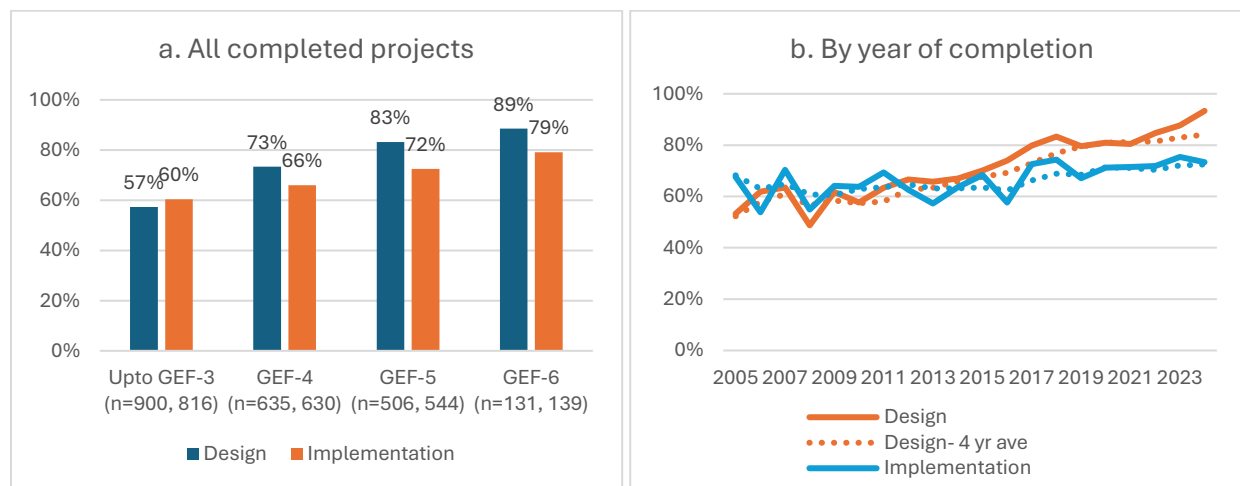 a. All completed projects
100%
80%
60%
40%
20%
0%
57%
60%
73%
66%
83%
72%
89%
79%
Upto GEF-3 GEF-4 GEF-5 GEF-6
(n=900, 816) (n=635, 630) (n=506, 544) (n=131, 139)
Design Implementation
b. By year of completion
100%
80%
60%
40%
20%
0%
2005 2007 2009 2011 2013 2015 2017 2019 2021 2023
Design
Design- 4 yr ave
Implementation